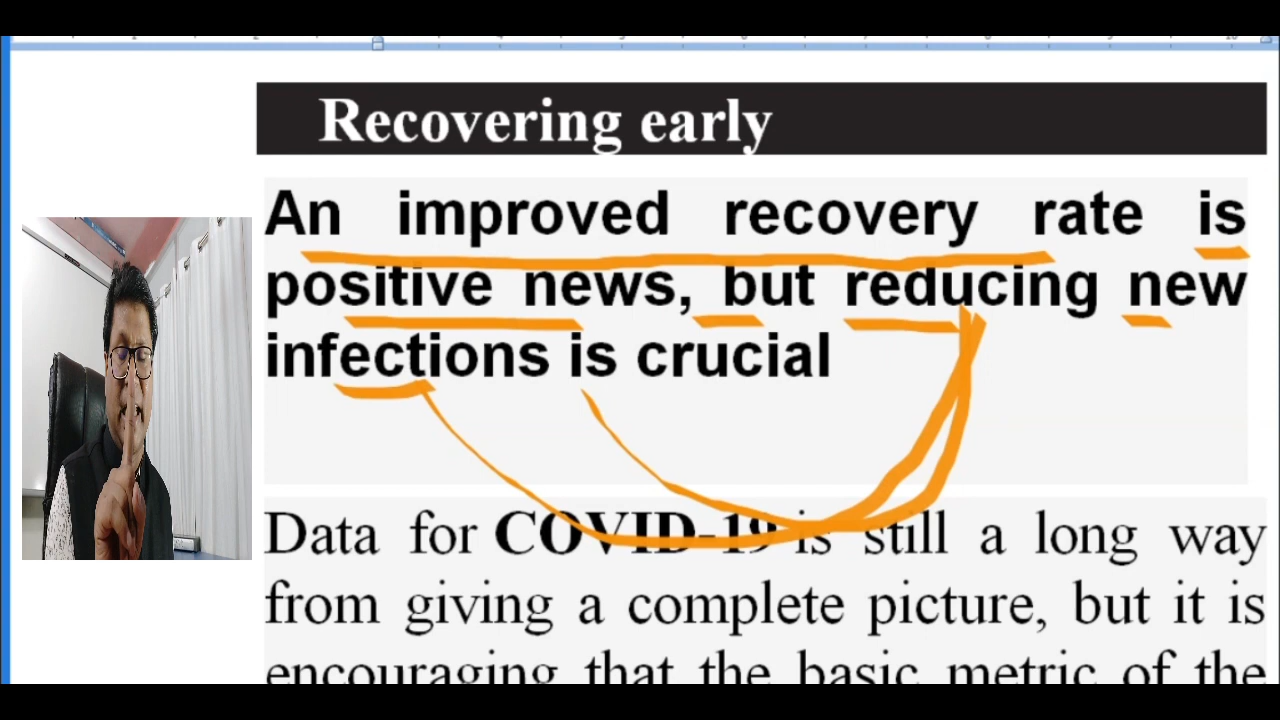 Recovering early
An improved recovery rate is
positive news, but reducing new
infections is crucial
Data for COVID-19 is still a long way
from giving a complete picture, but it is
encouraging that the basic metric of the